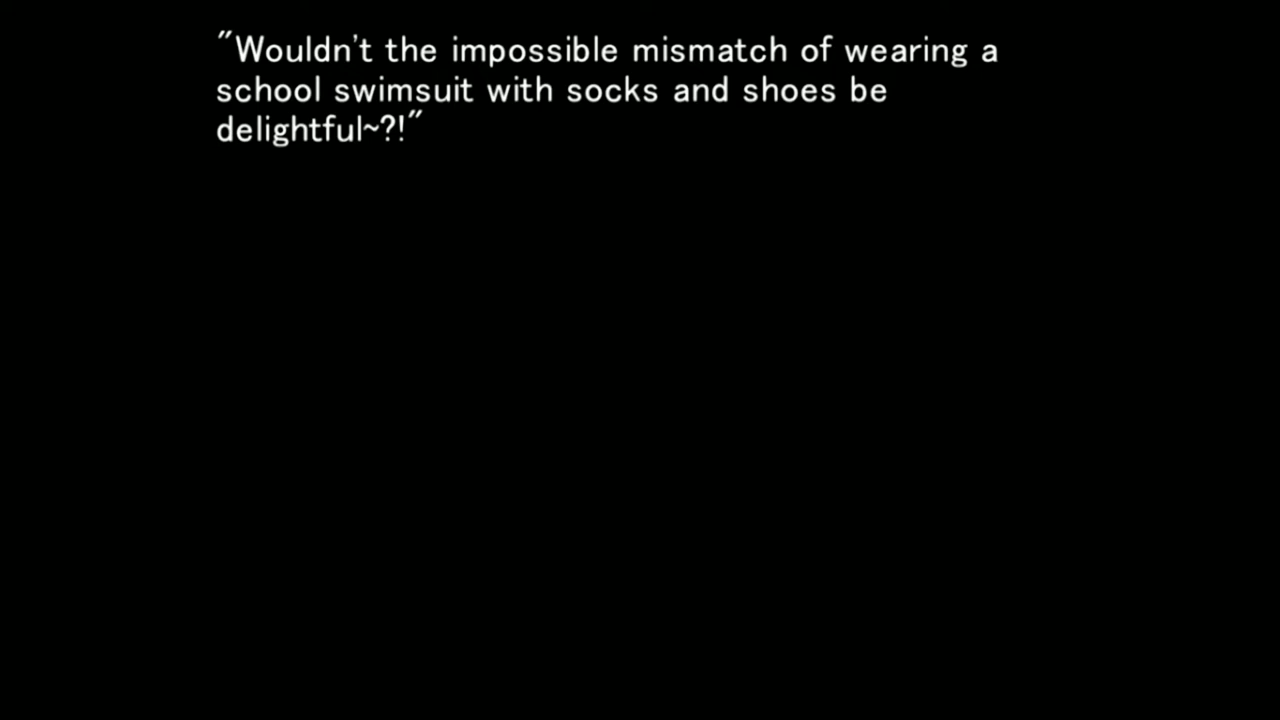 "Wouldn't the impossible mismatch of wearing a
school swimsuit with socks and shoes be
delightful~?!"